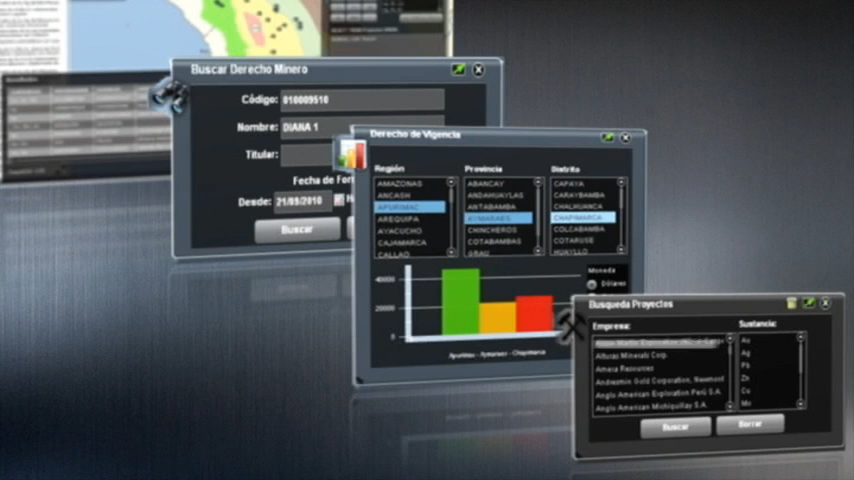 Buscar Derecho Minero
Código: 010009510
Nombre: DIANA 1
Titular:
Fecha de For
Desde: 21/09/2010
Buscar
Derecho de Vigencia
Región Provincia Distrito
AMAZONAS ABANCAY CAPAYA
ANCASH ANDAHUAYLAS CARAYBAMBA
APURIMAC ANTABAMBA CHALHUANCA
AREQUIPA AYMARAES CHAPIMARCA
AYACUCHO CHINCHEROS COLCABAMBA
CAJAMARCA COTABAMBAS COTARUSE
CALLAO GRAU HUAYLLO
Moneda
Dólares
40000
20000
0
Apurimac - Aymaraes - Chapimarca
Busqueda Proyectos
Empresa: Sustancia:
Alturas Minerals Corp. Au
Amera Resources Ag
Andresmin Gold Corporation, Newmont Pb
Anglo American Exploration Perú S.A. Zn
Anglo American Michiquillay S.A. Cu
Mo
Buscar Borrar